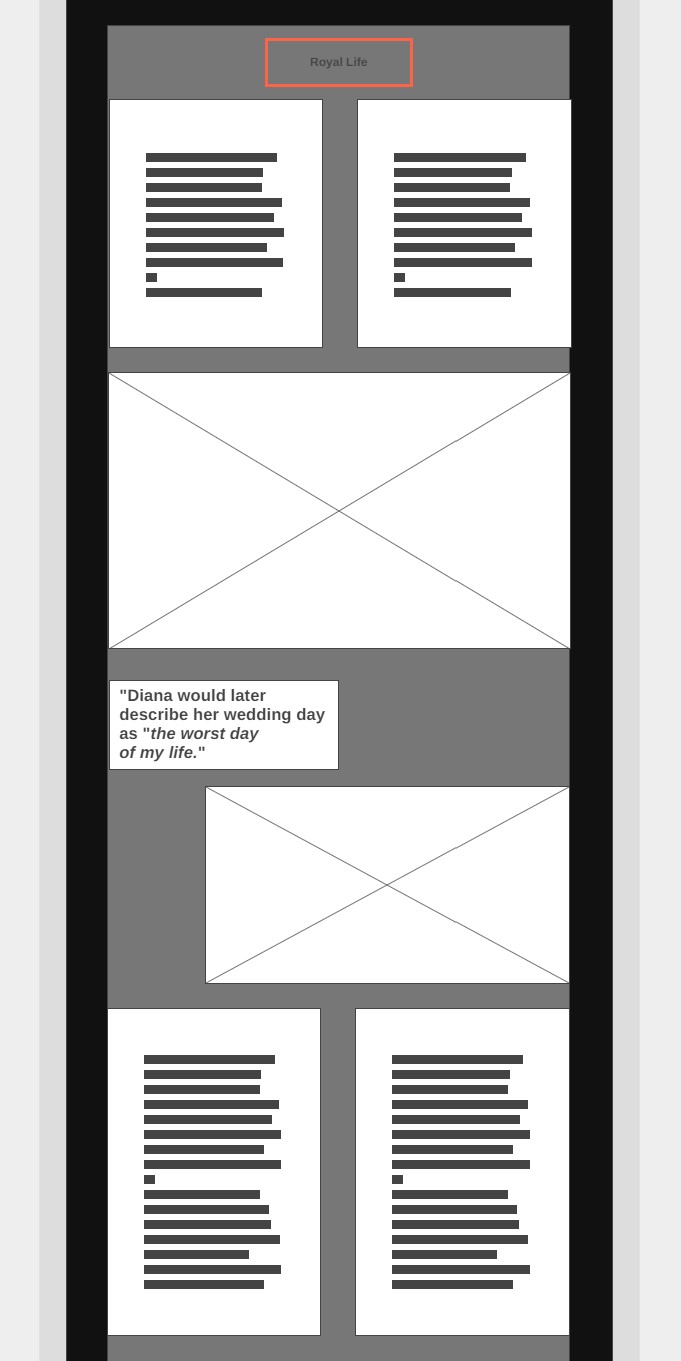 Royal Life
"Diana would later
describe her wedding day
as "the worst day
of my life."